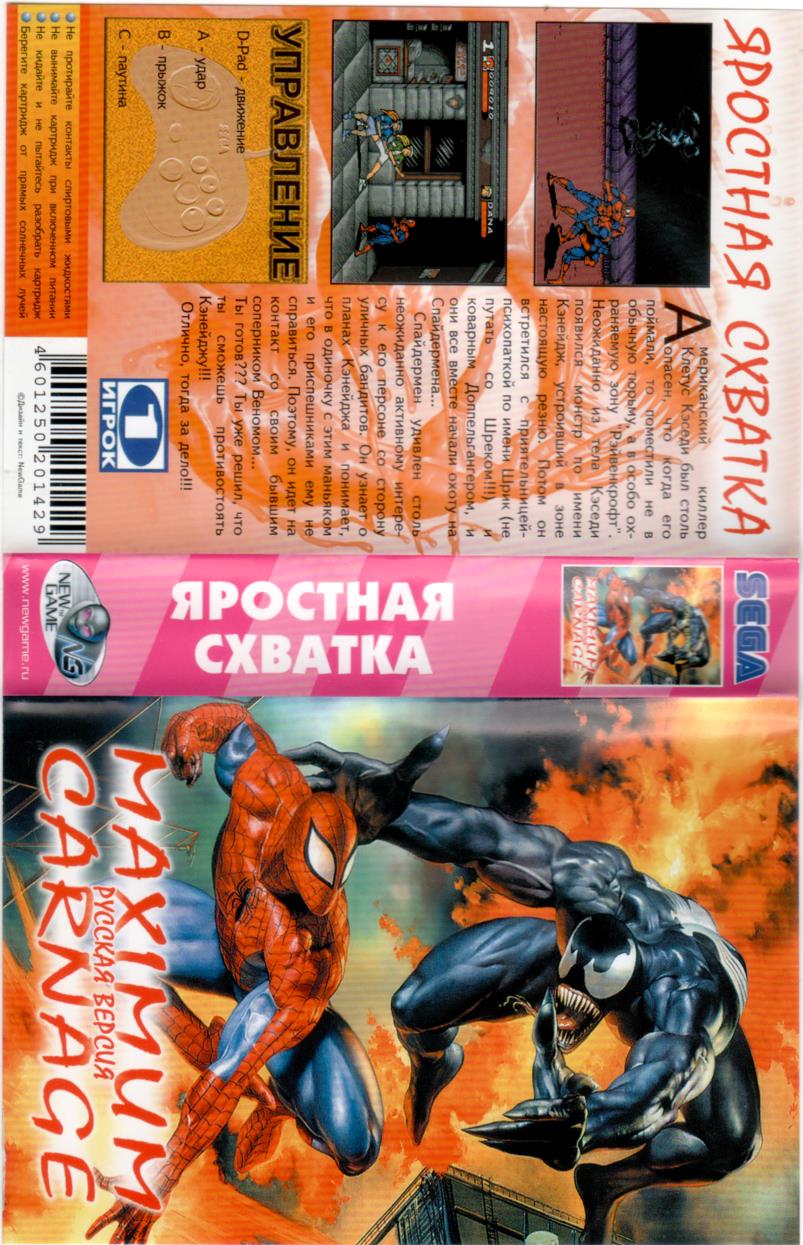 ЯРОСТНАЯ СХВАТКА
Американский киллер
Клетус Кэседи был столь
опасен, что когда его
поймали, то поместили не в
обычную тюрьму, а в особо ох-
раняемую зону "Рэйвенкрофт".
Неожиданно из тела Кэседи
появился монстр по имени
Кэнейдж, устроивший в зоне
настоящую резню. Потом он
встретился с приятельницей-
психопаткой по имени Шрик (не
путать со Шреком!!!) и
коварным Доппельгангером, и
они все вместе начали охоту на
Спайдермена...
Спайдермен удивлен столь
неожиданно активному интере-
су к его персоне со сторону
уличных бандитов. Он узнает о
планах Кэнейджа и понимает,
что в одиночку с этим маньяком
и его приспешниками ему не
справиться. Поэтому, он идет на
контакт со своим бывшим
соперником Веномом...
Ты готов??? Ты уже решил, что
ты сможешь противостоять
Кэнейджу!!!
Отлично, тогда за дело!!!
1 009010
DANA
УПРАВЛЕНИЕ
D-Pad - движение
A - удар
B - прыжок
C - паутина
1
ИГРОК
Не протирайте контакты спиртовыми жидкостями
Не вынимайте картридж при включенном питании
Не кидайте и не пытайтесь разобрать картридж
Берегите картридж от прямых солнечных лучей
4 601250 201429
©Дизайн и текст: NewGame
SEGA
MAXIMUM
CARNAGE
ЯРОСТНАЯ
СХВАТКА
NEW™
GAME
NG
www.newgame.ru
MAXIMUM
РУССКАЯ ВЕРСИЯ
CARNAGE